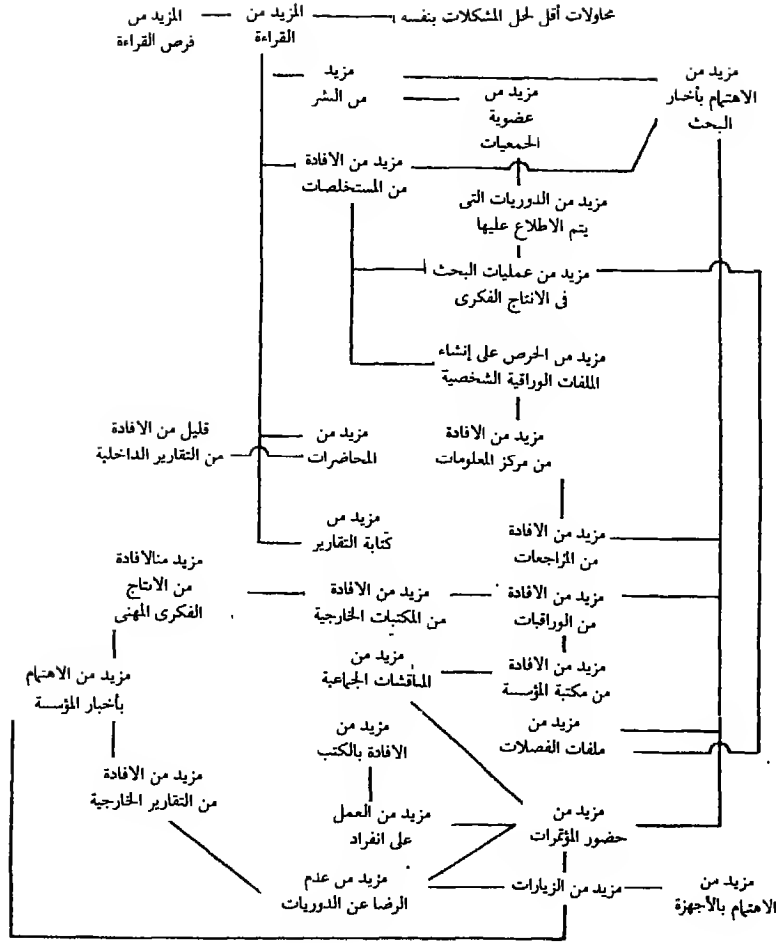 محاولات أقل لحل المشكلات بنفسه
المزيد من
القراءة
المزيد من
فرص القراءة
مزيد من
الاهتمام بأخبار
البحث
مزيد
من النشر
مزيد من
عضوية
الجمعيات
مزيد من الافادة
من المستخلصات
مزيد من الدوريات التى
يتم الاطلاع عليها
مزيد من عمليات البحث
فى الانتاج الفكرى
مزيد من الحرص على إنشاء
الملفات الوراقية الشخصية
مزيد من الافادة
من مركز المعلومات
مزيد من
المحاضرات
قليل من الافادة
من التقارير الداخلية
مزيد من
كتابة التقارير
مزيد من الافادة
من المراجعات
مزيد منالافادة
من الانتاج
الفكرى المهنى
مزيد من الافادة
من المكتبات الخارجية
مزيد من الافادة
من الوراقيات
مزيد من
المناقشات الجماعية
مزيد من الافادة
من مكتبة المؤسسة
مزيد من الاهتمام
بأخبار المؤسسة
مزيد من
الافادة بالكتب
مزيد من
ملفات الفصلات
مزيد من الافادة
من التقارير الخارجية
مزيد من العمل
على انفراد
مزيد من
حضور المؤتمرات
مزيد من عدم
الرضا عن الدوريات
مزيد من الزيارات
مزيد من
الاهتمام بالأجهزة